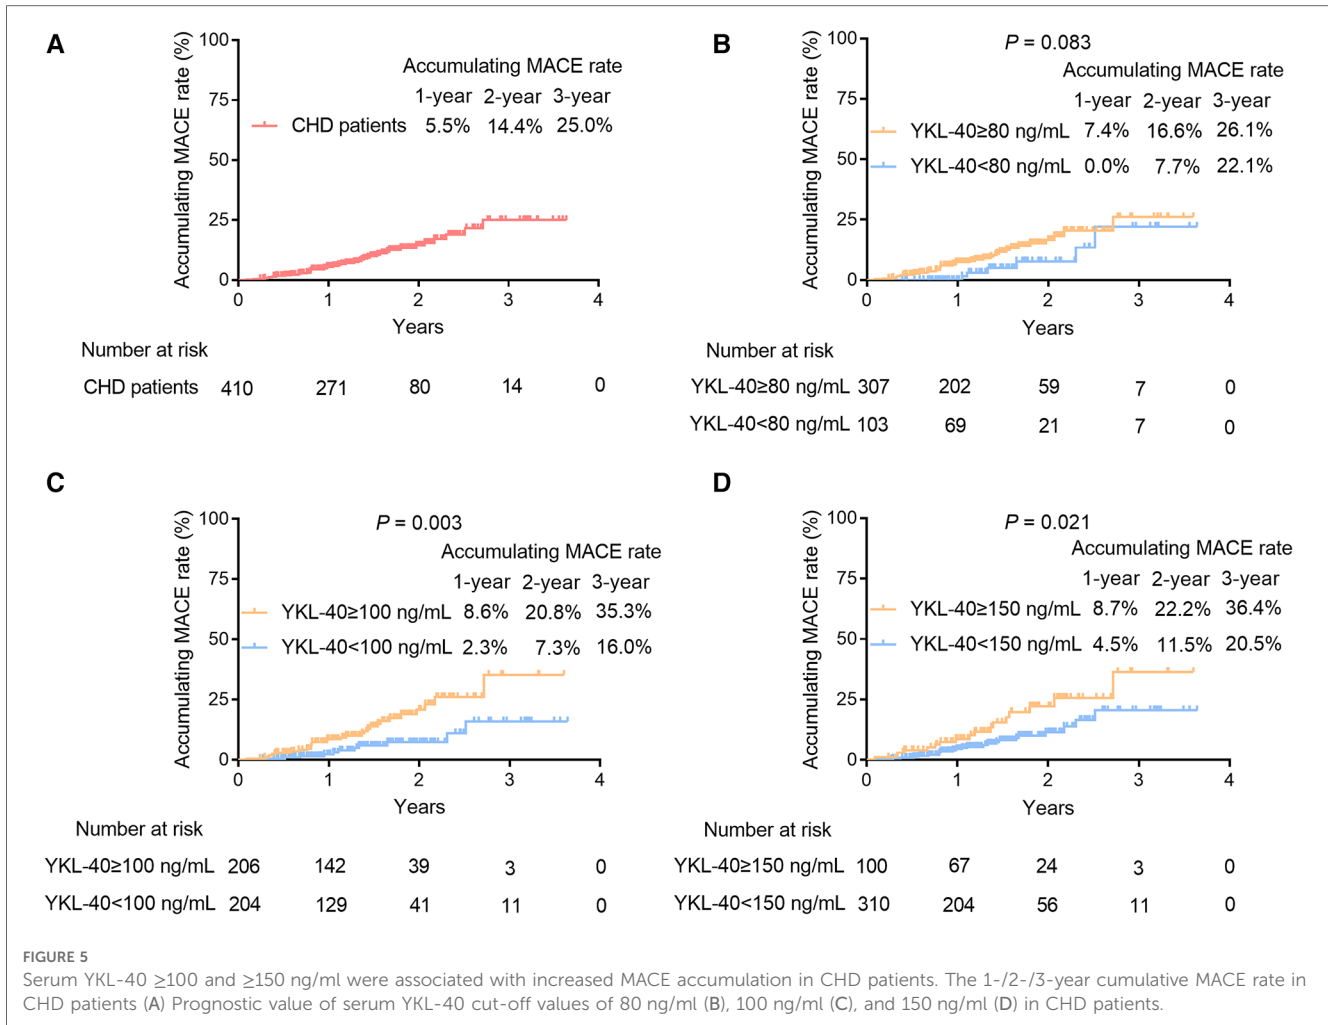 A
100
75
50
25
0
Accumulating MACE rate (%)
Accumulating MACE rate
1-year 2-year 3-year
CHD patients 5.5% 14.4% 25.0%
0 1 2 3 4
Years
Number at risk
CHD patients 410 271 80 14 0
B
100
75
50
25
0
Accumulating MACE rate (%)
P = 0.083
Accumulating MACE rate
1-year 2-year 3-year
YKL-40≥80 ng/mL 7.4% 16.6% 26.1%
YKL-40<80 ng/mL 0.0% 7.7% 22.1%
0 1 2 3 4
Years
Number at risk
YKL-40≥80 ng/mL 307 202 59 7 0
YKL-40<80 ng/mL 103 69 21 7 0
C
100
75
50
25
0
Accumulating MACE rate (%)
P = 0.003
Accumulating MACE rate
1-year 2-year 3-year
YKL-40≥100 ng/mL 8.6% 20.8% 35.3%
YKL-40<100 ng/mL 2.3% 7.3% 16.0%
0 1 2 3 4
Years
Number at risk
YKL-40≥100 ng/mL 206 142 39 3 0
YKL-40<100 ng/mL 204 129 41 11 0
D
100
75
50
25
0
Accumulating MACE rate (%)
P = 0.021
Accumulating MACE rate
1-year 2-year 3-year
YKL-40≥150 ng/mL 8.7% 22.2% 36.4%
YKL-40<150 ng/mL 4.5% 11.5% 20.5%
0 1 2 3 4
Years
Number at risk
YKL-40≥150 ng/mL 100 67 24 3 0
YKL-40<150 ng/mL 310 204 56 11 0
FIGURE 5
Serum YKL-40 ≥100 and ≥150 ng/ml were associated with increased MACE accumulation in CHD patients. The 1-/2-/3-year cumulative MACE rate in
CHD patients (A) Prognostic value of serum YKL-40 cut-off values of 80 ng/ml (B), 100 ng/ml (C), and 150 ng/ml (D) in CHD patients.